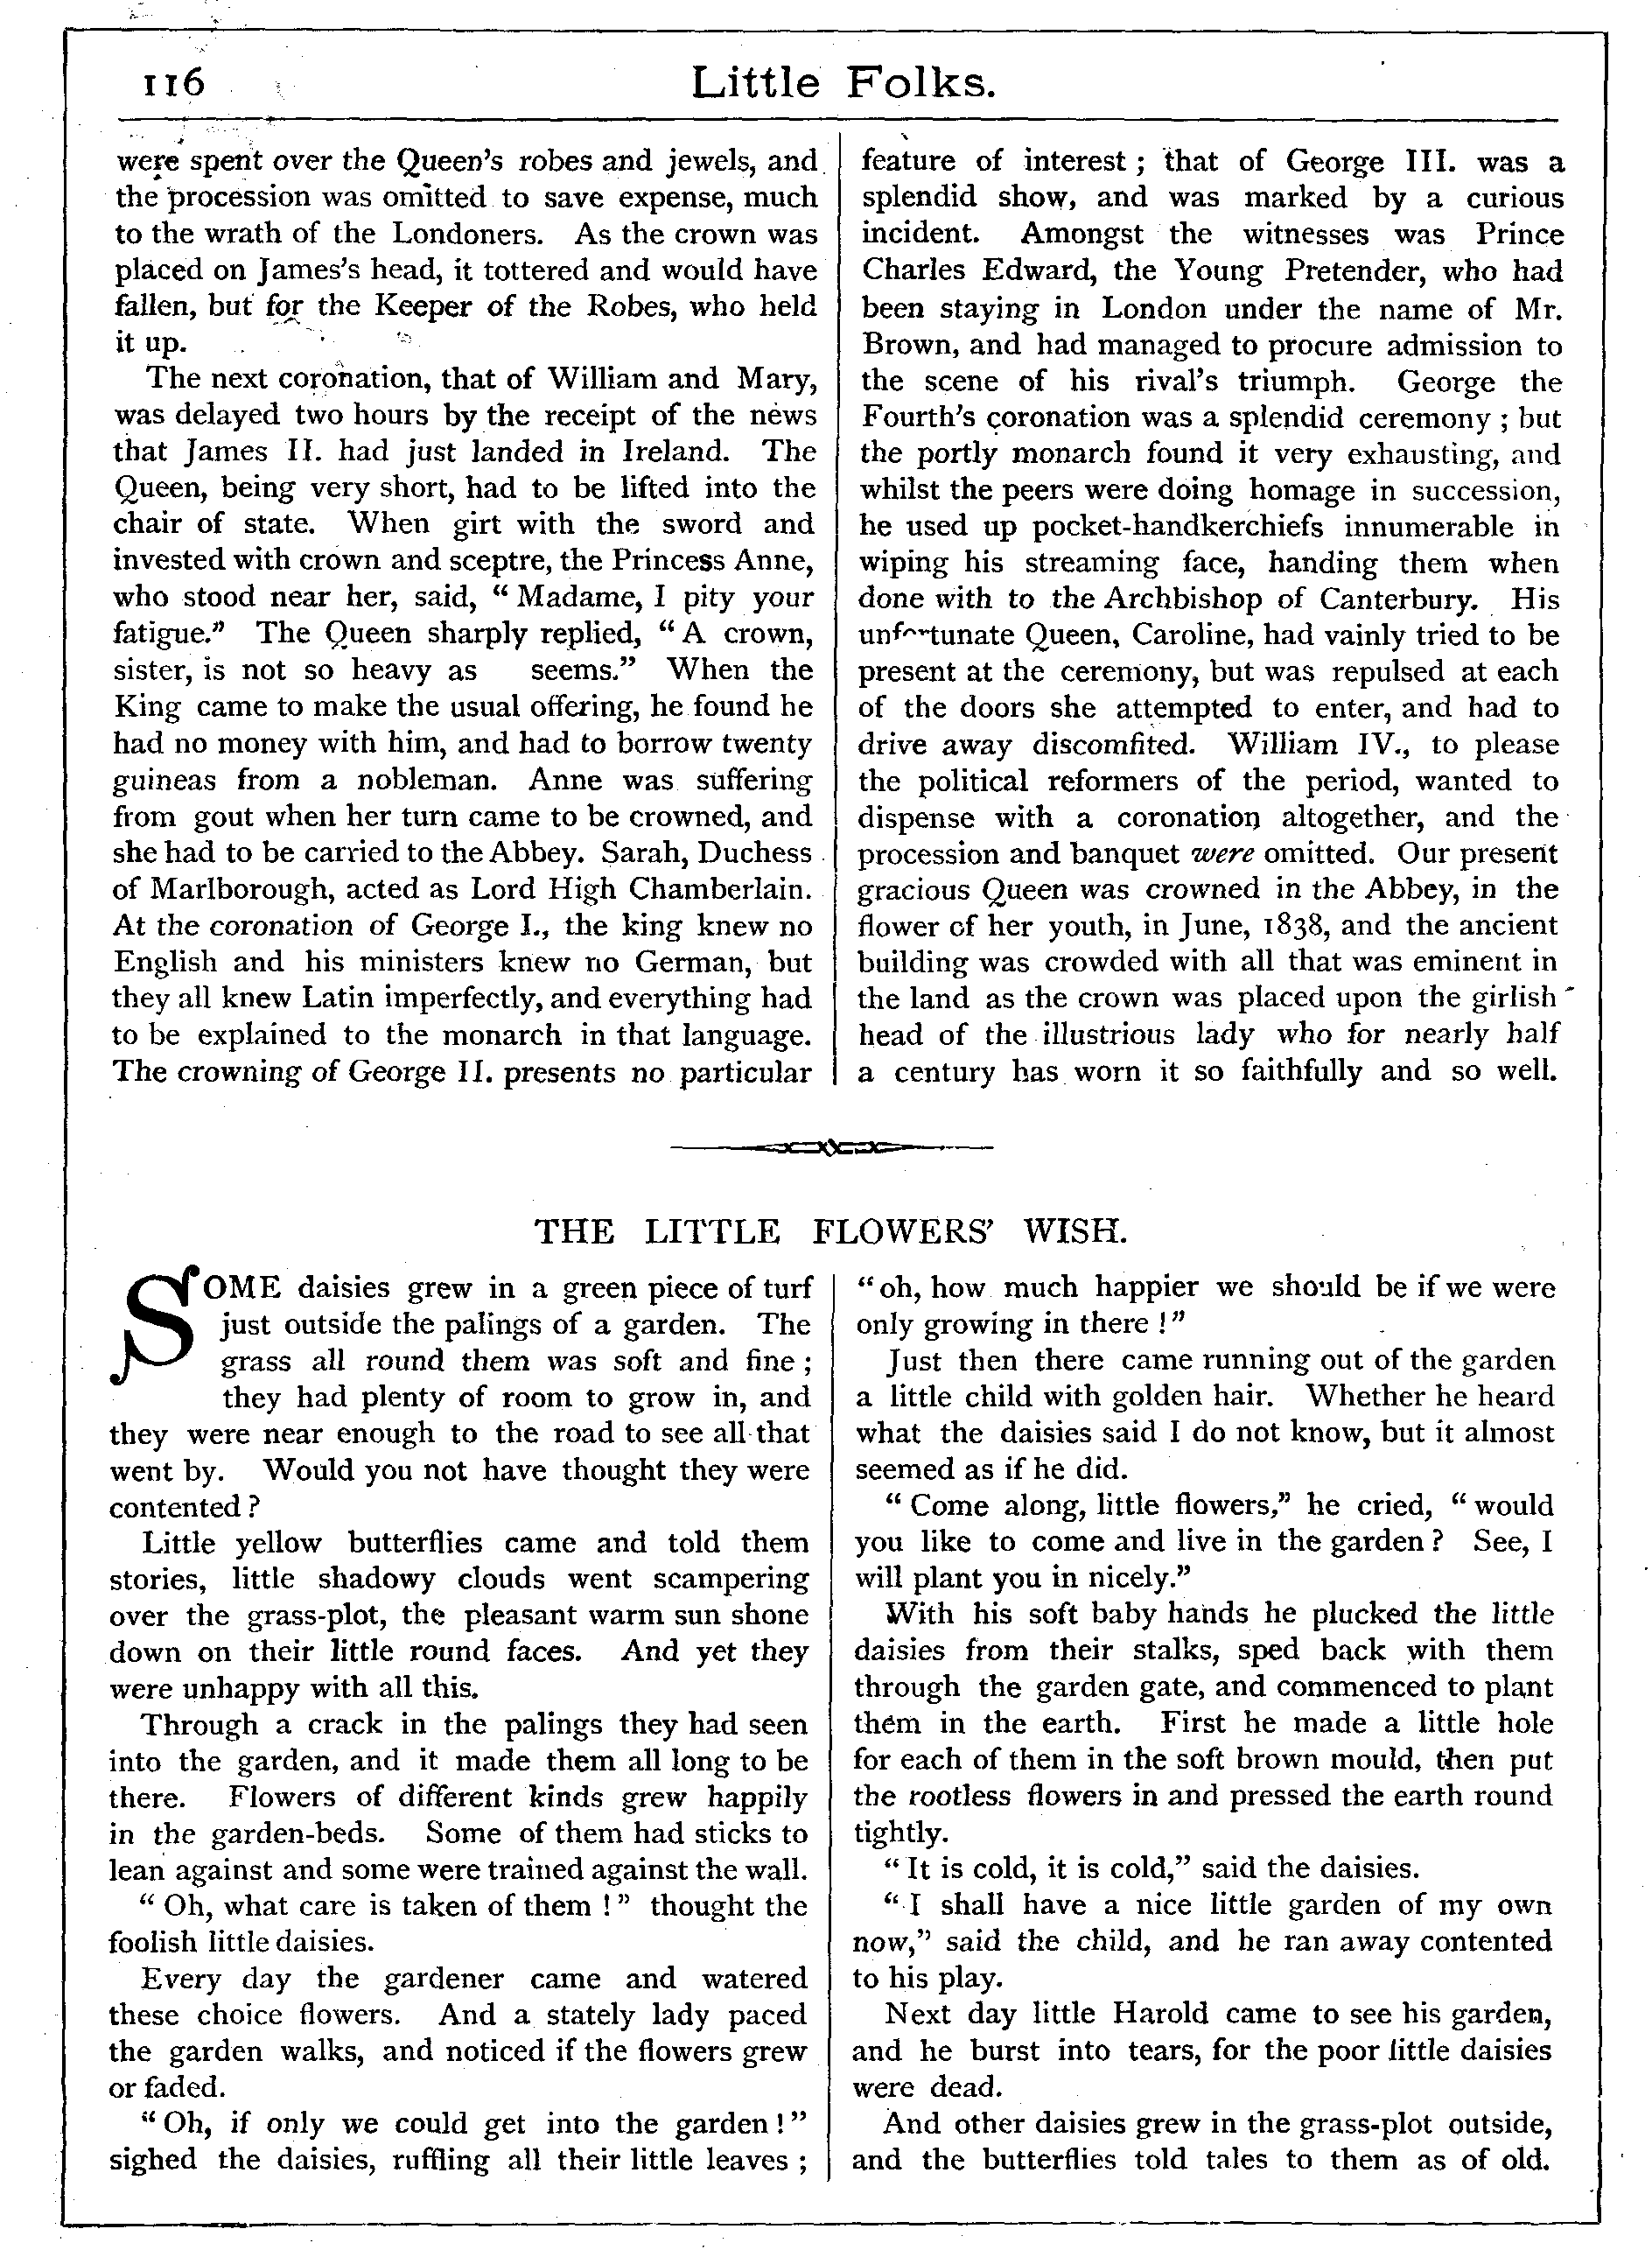 116
Little Folks.
were spent over the Queen's robes and jewels, and
the procession was omitted to save expense, much
to the wrath of the Londoners. As the crown was
placed on James's head, it tottered and would have
fallen, but for the Keeper of the Robes, who held
it up.
The next coronation, that of William and Mary,
was delayed two hours by the receipt of the news
that James II. had just landed in Ireland. The
Queen, being very short, had to be lifted into the
chair of state. When girt with the sword and
invested with crown and sceptre, the Princess Anne,
who stood near her, said, “Madame, I pity your
fatigue.” The Queen sharply replied, “A crown,
sister, is not so heavy as seems.” When the
King came to make the usual offering, he found he
had no money with him, and had to borrow twenty
guineas from a nobleman. Anne was suffering
from gout when her turn came to be crowned, and
she had to be carried to the Abbey. Sarah, Duchess
of Marlborough, acted as Lord High Chamberlain.
At the coronation of George I., the king knew no
English and his ministers knew no German, but
they all knew Latin imperfectly, and everything had
to be explained to the monarch in that language.
The crowning of George II. presents no particular
feature of interest; that of George III. was a
splendid show, and was marked by a curious
incident. Amongst the witnesses was Prince
Charles Edward, the Young Pretender, who had
been staying in London under the name of Mr.
Brown, and had managed to procure admission to
the scene of his rival's triumph. George the
Fourth's coronation was a splendid ceremony; but
the portly monarch found it very exhausting, and
whilst the peers were doing homage in succession,
he used up pocket-handkerchiefs innumerable in
wiping his streaming face, handing them when
done with to the Archbishop of Canterbury. His
unfortunate Queen, Caroline, had vainly tried to be
present at the ceremony, but was repulsed at each
of the doors she attempted to enter, and had to
drive away discomfited. William IV., to please
the political reformers of the period, wanted to
dispense with a coronation altogether, and the
procession and banquet were omitted. Our present
gracious Queen was crowned in the Abbey, in the
flower of her youth, in June, 1838, and the ancient
building was crowded with all that was eminent in
the land as the crown was placed upon the girlish
head of the illustrious lady who for nearly half
a century has worn it so faithfully and so well.
THE LITTLE FLOWERS' WISH.
SOME daisies grew in a green piece of turf
just outside the palings of a garden. The
grass all round them was soft and fine;
they had plenty of room to grow in, and
they were near enough to the road to see all that
went by. Would you not have thought they were
contented?
Little yellow butterflies came and told them
stories, little shadowy clouds went scampering
over the grass-plot, the pleasant warm sun shone
down on their little round faces. And yet they
were unhappy with all this.
Through a crack in the palings they had seen
into the garden, and it made them all long to be
there. Flowers of different kinds grew happily
in the garden-beds. Some of them had sticks to
lean against and some were trained against the wall.
“Oh, what care is taken of them!” thought the
foolish little daisies.
Every day the gardener came and watered
these choice flowers. And a stately lady paced
the garden walks, and noticed if the flowers grew
or faded.
“Oh, if only we could get into the garden!”
sighed the daisies, ruffling all their little leaves;
“oh, how much happier we should be if we were
only growing in there!”
Just then there came running out of the garden
a little child with golden hair. Whether he heard
what the daisies said I do not know, but it almost
seemed as if he did.
“Come along, little flowers,” he cried, “would
you like to come and live in the garden? See, I
will plant you in nicely.”
With his soft baby hands he plucked the little
daisies from their stalks, sped back with them
through the garden gate, and commenced to plant
them in the earth. First he made a little hole
for each of them in the soft brown mould, then put
the rootless flowers in and pressed the earth round
tightly.
“It is cold, it is cold,” said the daisies.
“I shall have a nice little garden of my own
now,” said the child, and he ran away contented
to his play.
Next day little Harold came to see his garden,
and he burst into tears, for the poor little daisies
were dead.
And other daisies grew in the grass-plot outside,
and the butterflies told tales to them as of old.